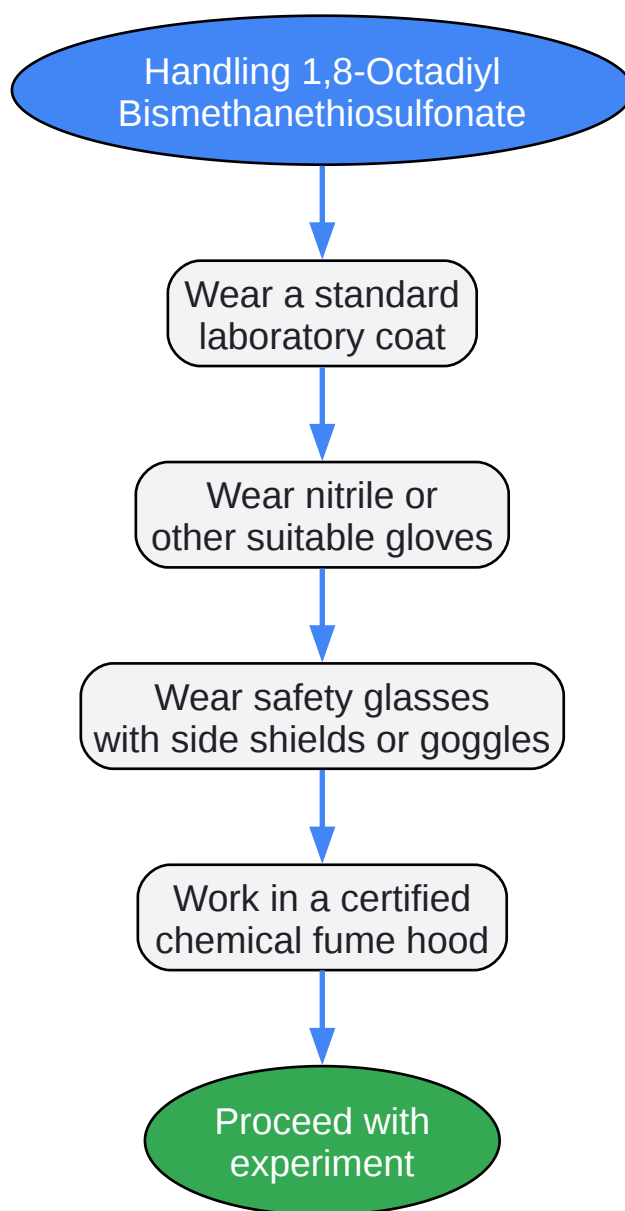 Handling 1,8-Octadiyl
Bismethanethiosulfonate
Wear a standard
laboratory coat
Wear nitrile or
other suitable gloves
Wear safety glasses
with side shields or goggles
Work in a certified
chemical fume hood
Proceed with
experiment